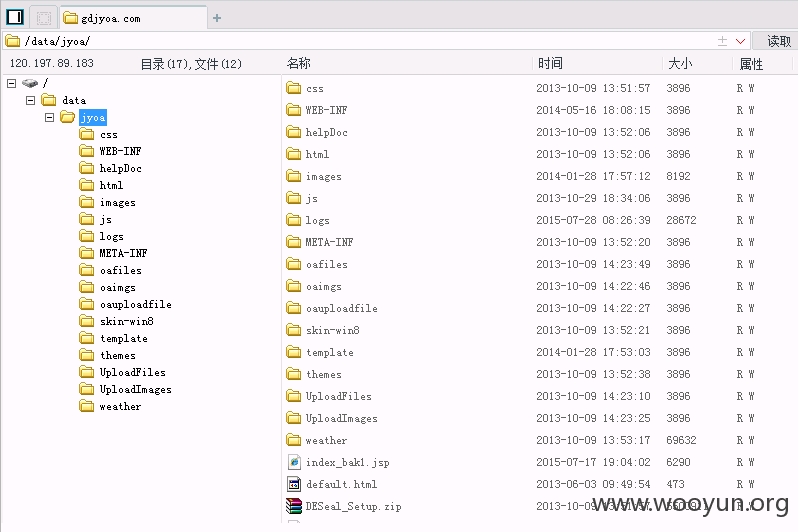 gdjyoa.com
/data/jyoa/ 读取
120.197.89.183 目录(17),文件(12) 名称 时间 大小 属性
/
data
jyoa
css
WEB-INF
helpDoc
html
images
js
logs
META-INF
oafiles
oaimgs
oauploadfile
skin-win8
template
themes
UploadFiles
UploadImages
weather
css 2013-10-09 13:51:57 3896 R W
WEB-INF 2014-05-16 18:08:15 3896 R W
helpDoc 2013-10-09 13:52:06 3896 R W
html 2013-10-09 13:52:06 3896 R W
images 2014-01-28 17:57:12 8192 R W
js 2013-10-29 18:34:06 3896 R W
logs 2015-07-28 08:26:39 28672 R W
META-INF 2013-10-09 13:52:20 3896 R W
oafiles 2013-10-09 14:23:49 3896 R W
oaimgs 2013-10-09 14:22:46 3896 R W
oauploadfile 2013-10-09 14:22:27 3896 R W
skin-win8 2013-10-09 13:52:21 3896 R W
template 2014-01-28 17:53:03 3896 R W
themes 2013-10-09 13:52:38 3896 R W
UploadFiles 2013-10-09 14:23:10 3896 R W
UploadImages 2013-10-09 14:23:25 3896 R W
weather 2013-10-09 13:53:17 69632 R W
index_bak1.jsp 2015-07-17 19:04:02 6290 R W
default.html 2013-06-03 09:49:54 473 R W
DESeal_Setup.zip 2013-10-09 R W
www.wooyun.org